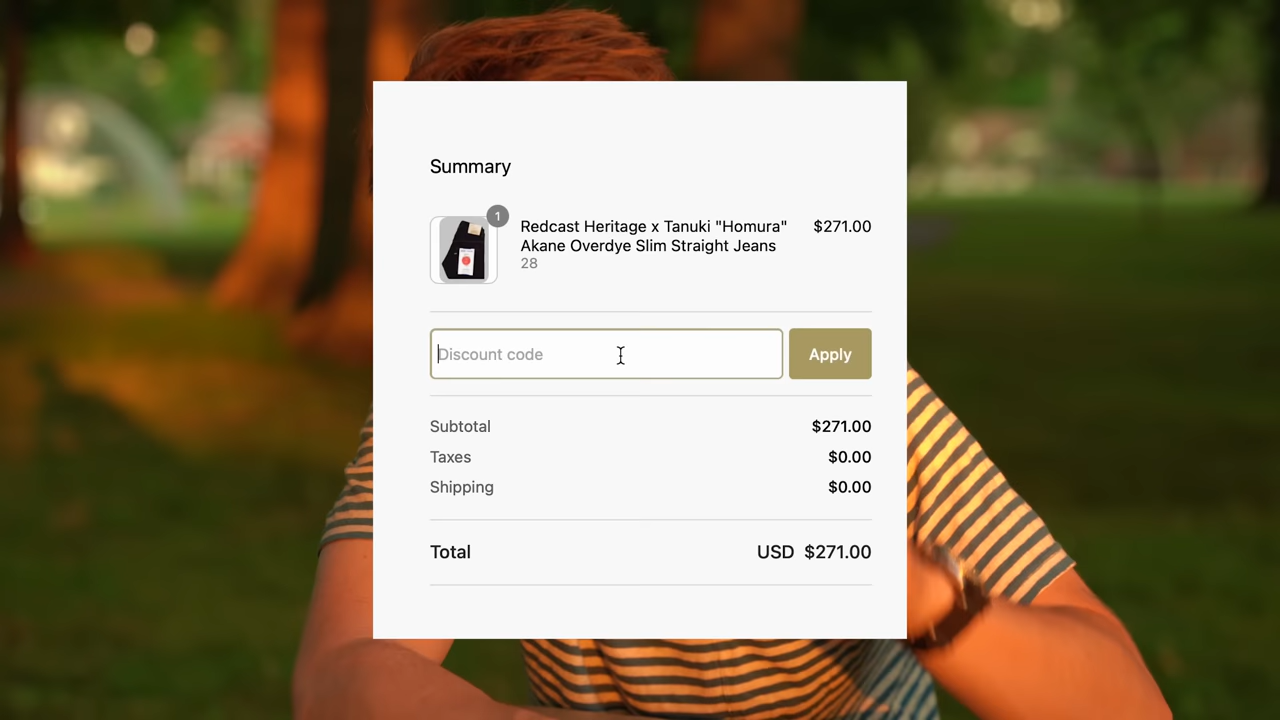 Summary
1
Redcast Heritage x Tanuki "Homura" $271.00
Akane Overdye Slim Straight Jeans
28
Discount code Apply
Subtotal $271.00
Taxes $0.00
Shipping $0.00
Total USD $271.00